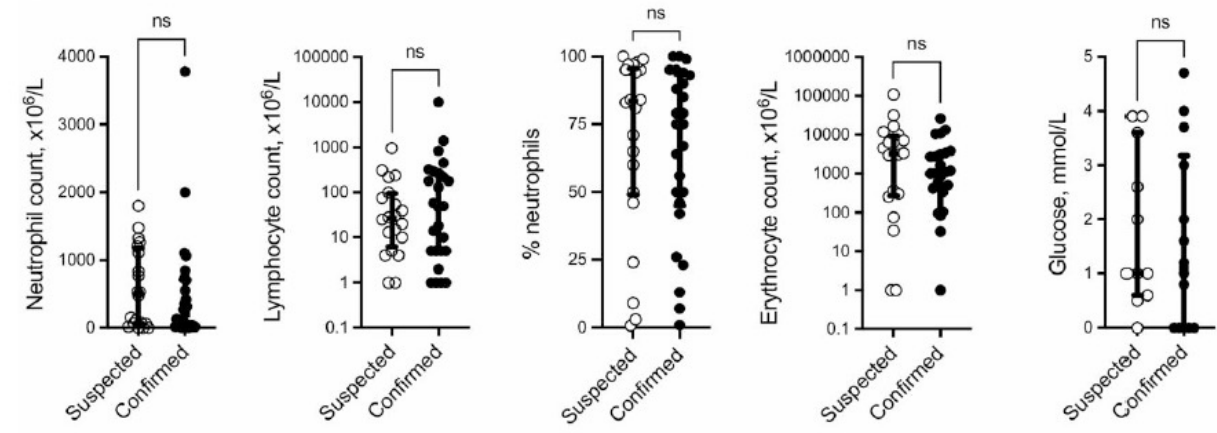 ns
Neutrophil count, x10⁶/L
4000
3000
2000
1000
0
Suspected
Confirmed
ns
Lymphocyte count, x10⁶/L
100000
10000
1000
100
10
1
0.1
Suspected
Confirmed
ns
% neutrophils
100
75
50
25
0
Suspected
Confirmed
ns
Erythrocyte count, x10⁶/L
1000000
100000
10000
1000
100
10
1
0.1
Suspected
Confirmed
ns
Glucose, mmol/L
5
4
3
2
1
0
Suspected
Confirmed